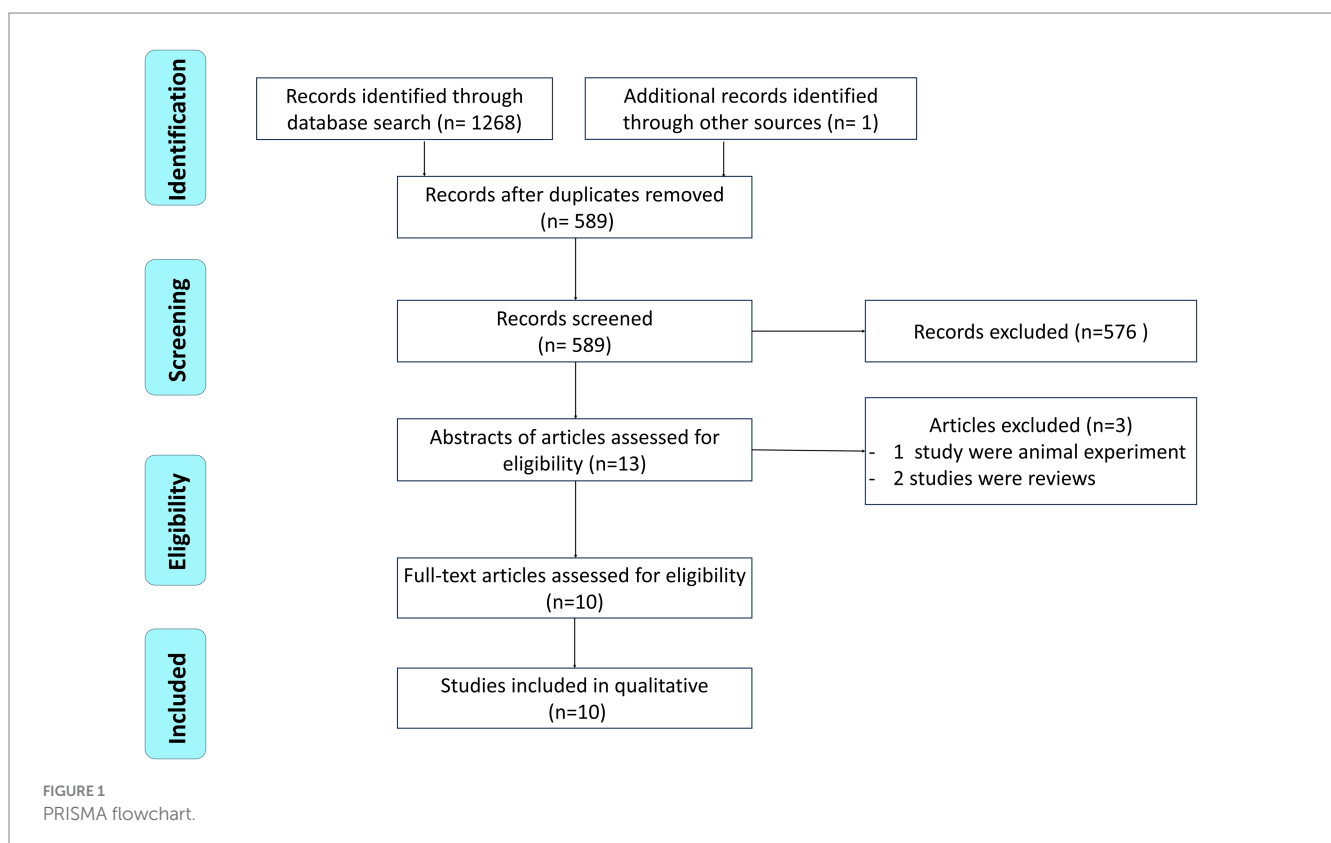 Identification
Records identified through
database search (n= 1268)
Additional records identified
through other sources (n= 1)
Records after duplicates removed
(n= 589)
Screening
Records screened
(n= 589)
Records excluded (n=576 )
Eligibility
Abstracts of articles assessed for
eligibility (n=13)
Articles excluded (n=3)
- 1 study were animal experiment
- 2 studies were reviews
Full-text articles assessed for eligibility
(n=10)
Included
Studies included in qualitative
(n=10)
FIGURE 1
PRISMA flowchart.